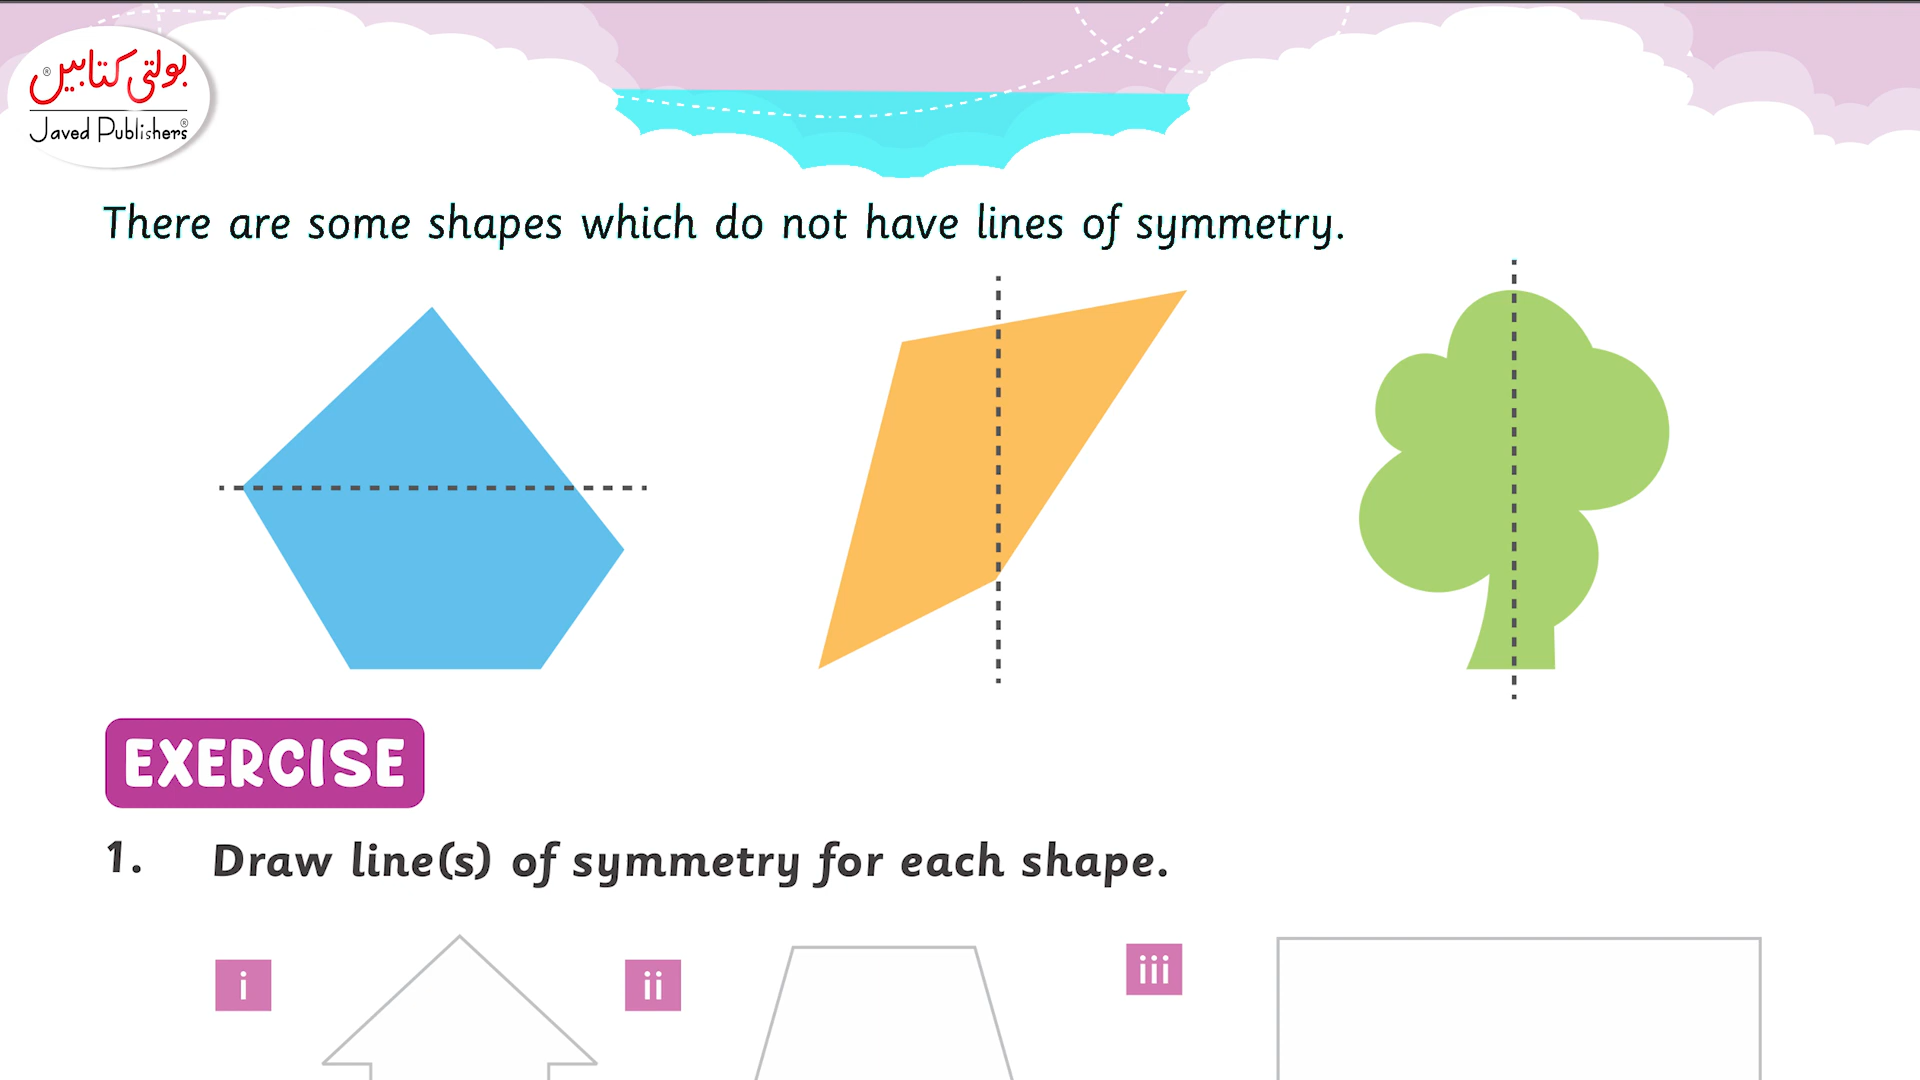 بولتی کتابیں®
Javed Publishers®
There are some shapes which do not have lines of symmetry.
EXERCISE
1. Draw line(s) of symmetry for each shape.
i
ii
iii